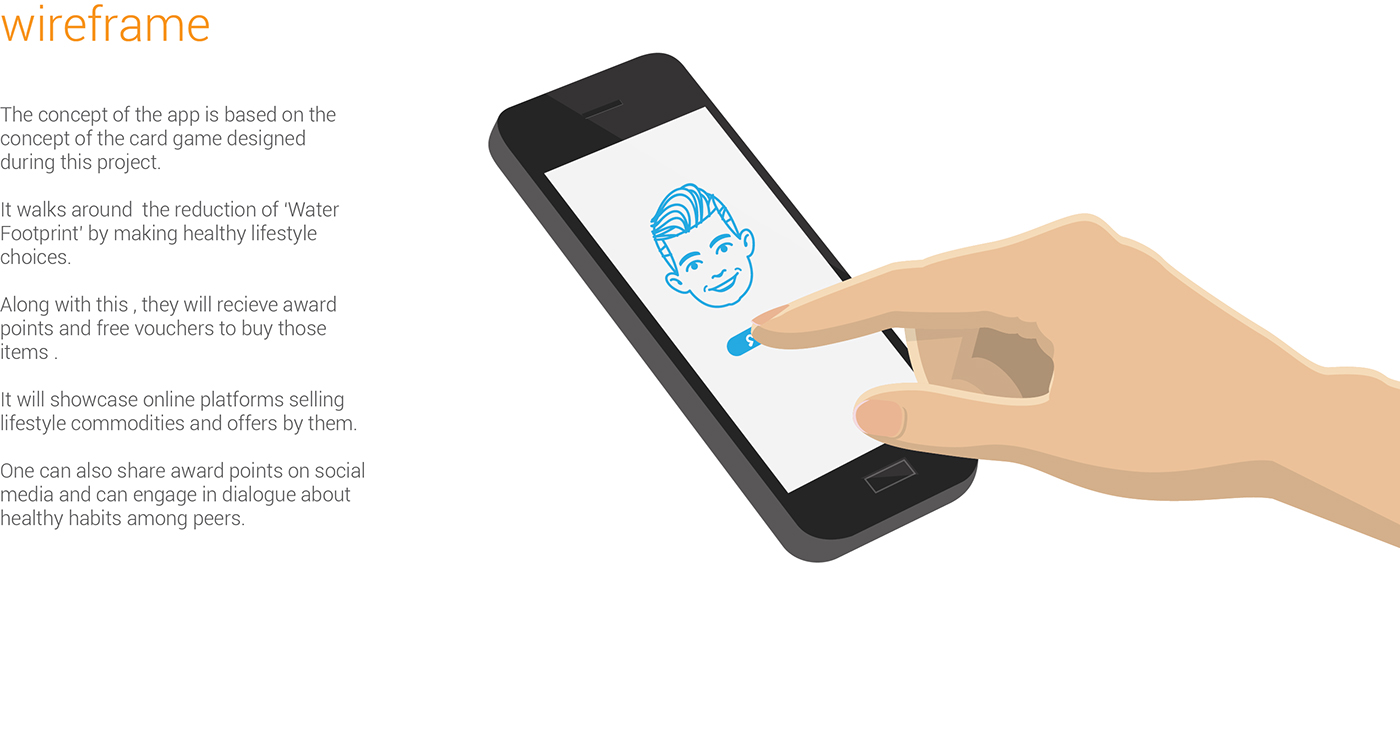 wireframe
The concept of the app is based on the
concept of the card game designed
during this project.
It walks around  the reduction of ‘Water
Footprint’ by making healthy lifestyle
choices.
Along with this , they will recieve award
points and free vouchers to buy those
items .
It will showcase online platforms selling
lifestyle commodities and offers by them.
One can also share award points on social
media and can engage in dialogue about
healthy habits among peers.